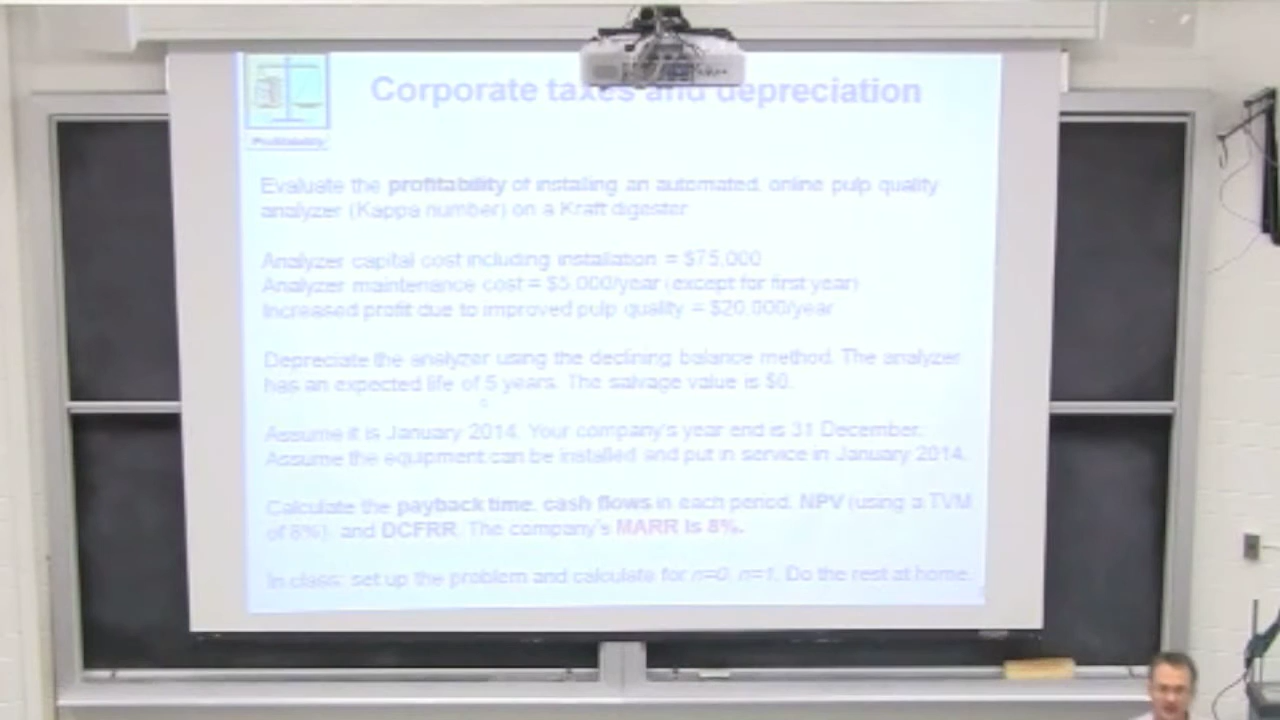 Corporate taxes and depreciation
Profitability
Evaluate the profitability of installing an automated, online pulp quality
analyzer (Kappa number) on a Kraft digester
Analyzer capital cost including installation = $75,000
Analyzer maintenance cost = $5,000/year (except for first year)
Increased profit due to improved pulp quality = $20,000/year
Depreciate the analyzer using the declining balance method. The analyzer
has an expected life of 5 years. The salvage value is $0.
Assume it is January 2014. Your company's year end is 31 December.
Assume the equipment can be installed and put in service in January 2014.
Calculate the payback time, cash flows in each period, NPV (using a TVM
of 8%), and DCFRR. The company's MARR is 8%.
In class: set up the problem and calculate for n=0, n=1. Do the rest at home.